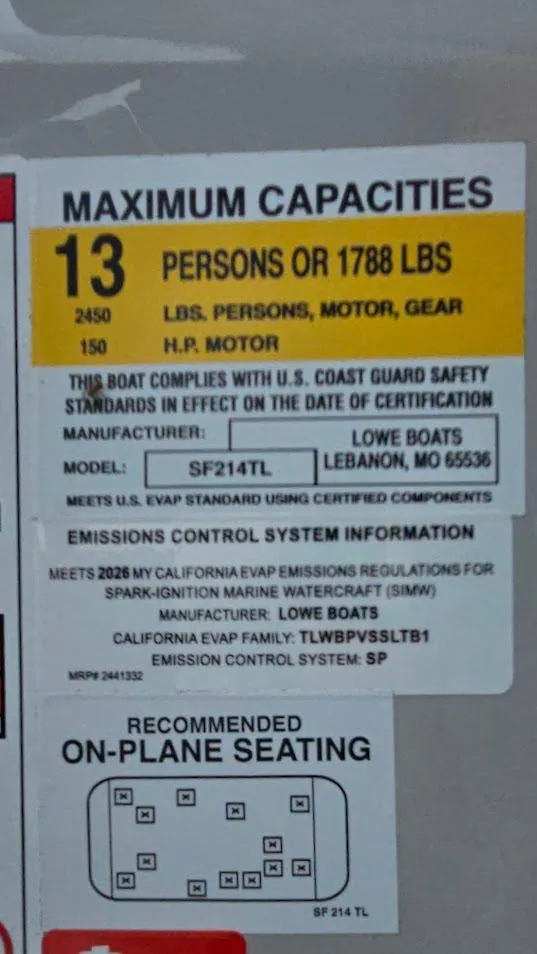 MAXIMUM CAPACITIES
13 PERSONS OR 1788 LBS
2450 LBS. PERSONS, MOTOR, GEAR
150 H.P. MOTOR
THIS BOAT COMPLIES WITH U.S. COAST GUARD SAFETY
STANDARDS IN EFFECT ON THE DATE OF CERTIFICATION
MANUFACTURER: LOWE BOATS
LEBANON, MO 65536
MODEL: SF214TL
MEETS U.S. EVAP STANDARD USING CERTIFIED COMPONENTS
EMISSIONS CONTROL SYSTEM INFORMATION
MEETS 2026 MY CALIFORNIA EVAP EMISSIONS REGULATIONS FOR
SPARK-IGNITION MARINE WATERCRAFT (SIMW)
MANUFACTURER: LOWE BOATS
CALIFORNIA EVAP FAMILY: TLWBPVSSLTB1
EMISSION CONTROL SYSTEM: SP
MRP# 2441332
RECOMMENDED
ON-PLANE SEATING
SF 214 TL